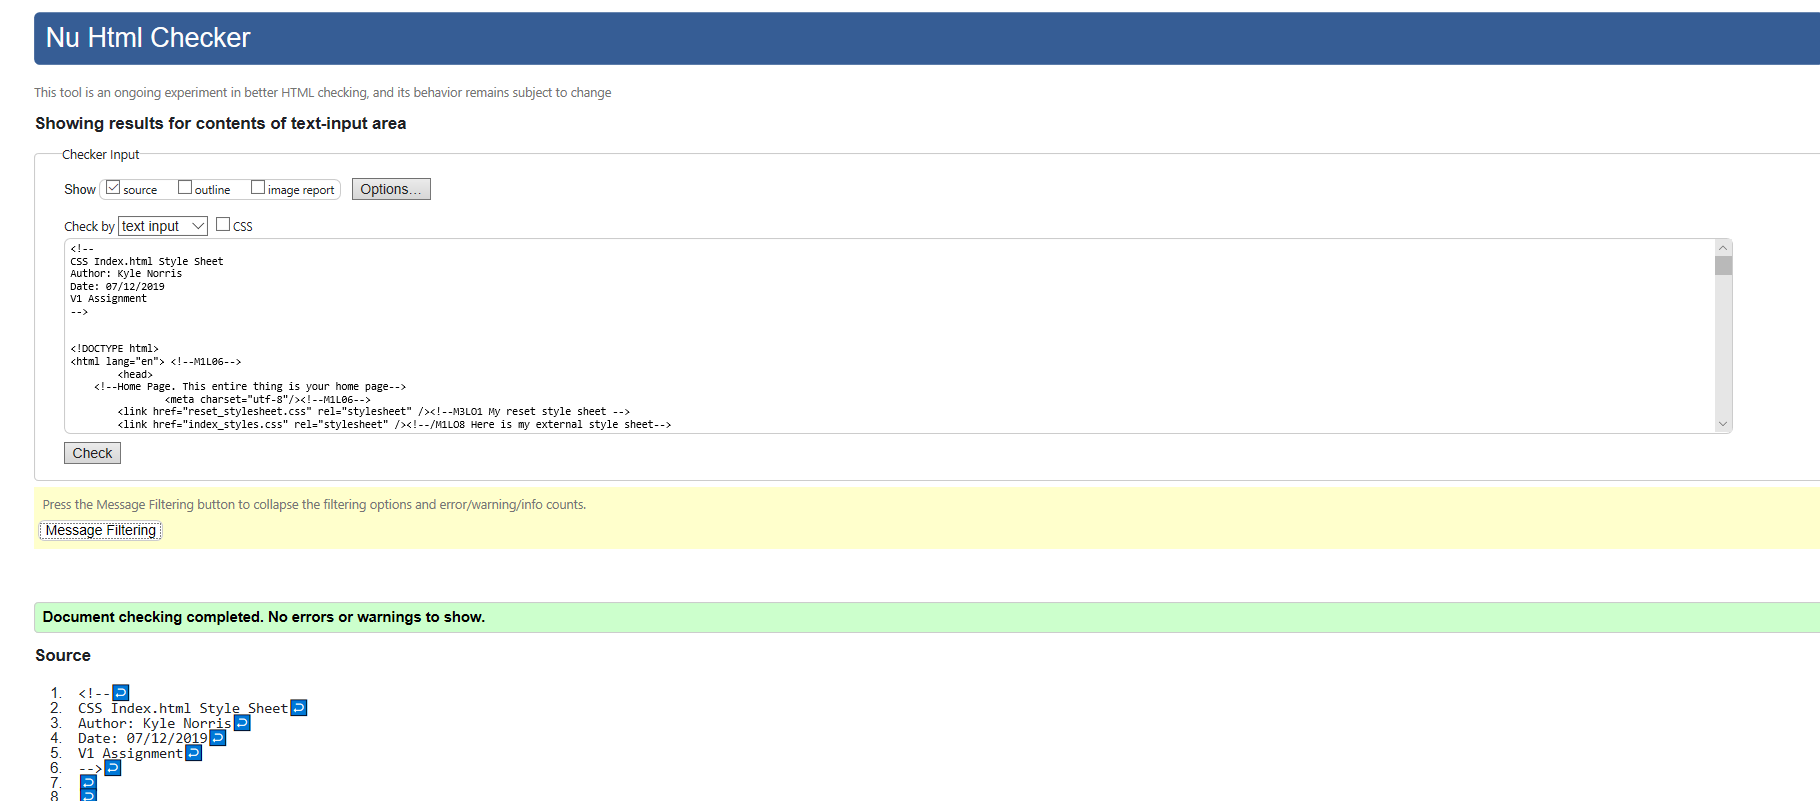 Nu Html Checker
This tool is an ongoing experiment in better HTML checking, and its behavior remains subject to change
Showing results for contents of text-input area
Checker Input
Show source outline image report Options...
Check by text input CSS
<!--
CSS Index.html Style Sheet
Author: Kyle Norris
Date: 07/12/2019
V1 Assignment
-->
<!DOCTYPE html>
<html lang="en"> <!--M1L06-->
<head>
<!--Home Page. This entire thing is your home page-->
<meta charset="utf-8"/><!--M1L06-->
<link href="reset_stylesheet.css" rel="stylesheet" /><!--M3LO1 My reset style sheet -->
<link href="index_styles.css" rel="stylesheet" /><!--/M1LO8 Here is my external style sheet-->
Check
Press the Message Filtering button to collapse the filtering options and error/warning/info counts.
Message Filtering
Document checking completed. No errors or warnings to show.
Source
1. <!--
2. CSS Index.html Style Sheet
3. Author: Kyle Norris
4. Date: 07/12/2019
5. V1 Assignment
6. -->
7.
8